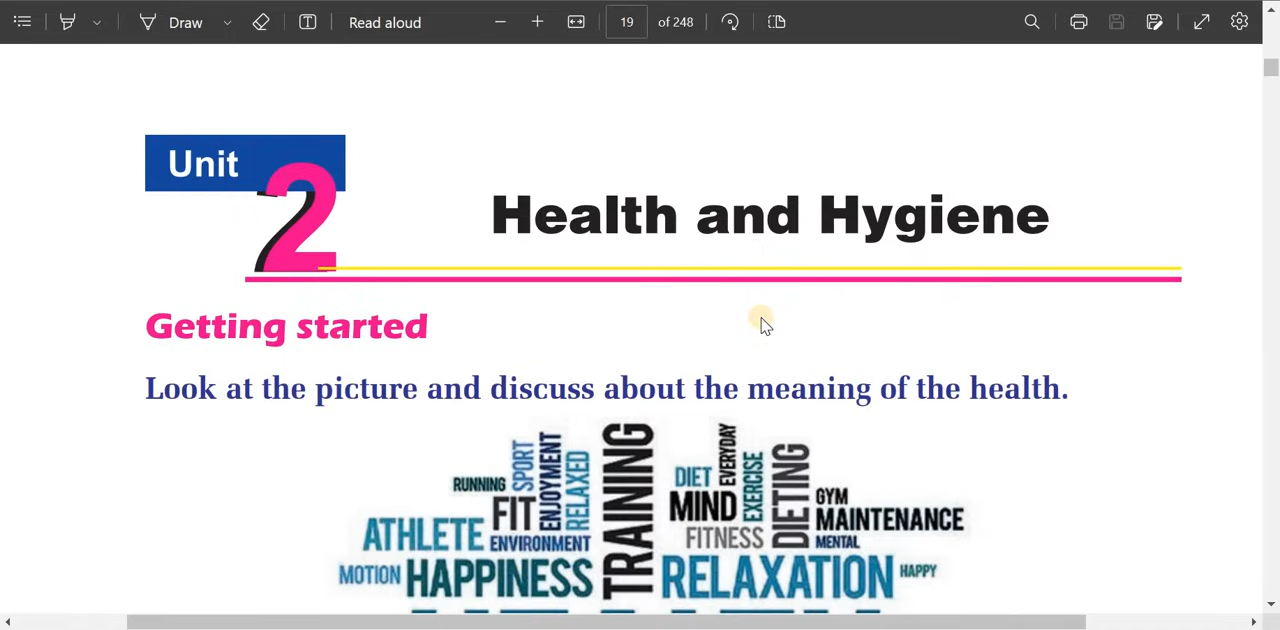 Draw Read aloud 19 of 248
Unit
2
Health and Hygiene
Getting started
Look at the picture and discuss about the meaning of the health.
RUNNING SPORT ENJOYMENT RELAXED TRAINING DIET EVERYDAY EXERCISE DIETING GYM
FIT MIND MAINTENANCE
ATHLETE ENVIRONMENT FITNESS MENTAL
MOTION HAPPINESS RELAXATION HAPPY